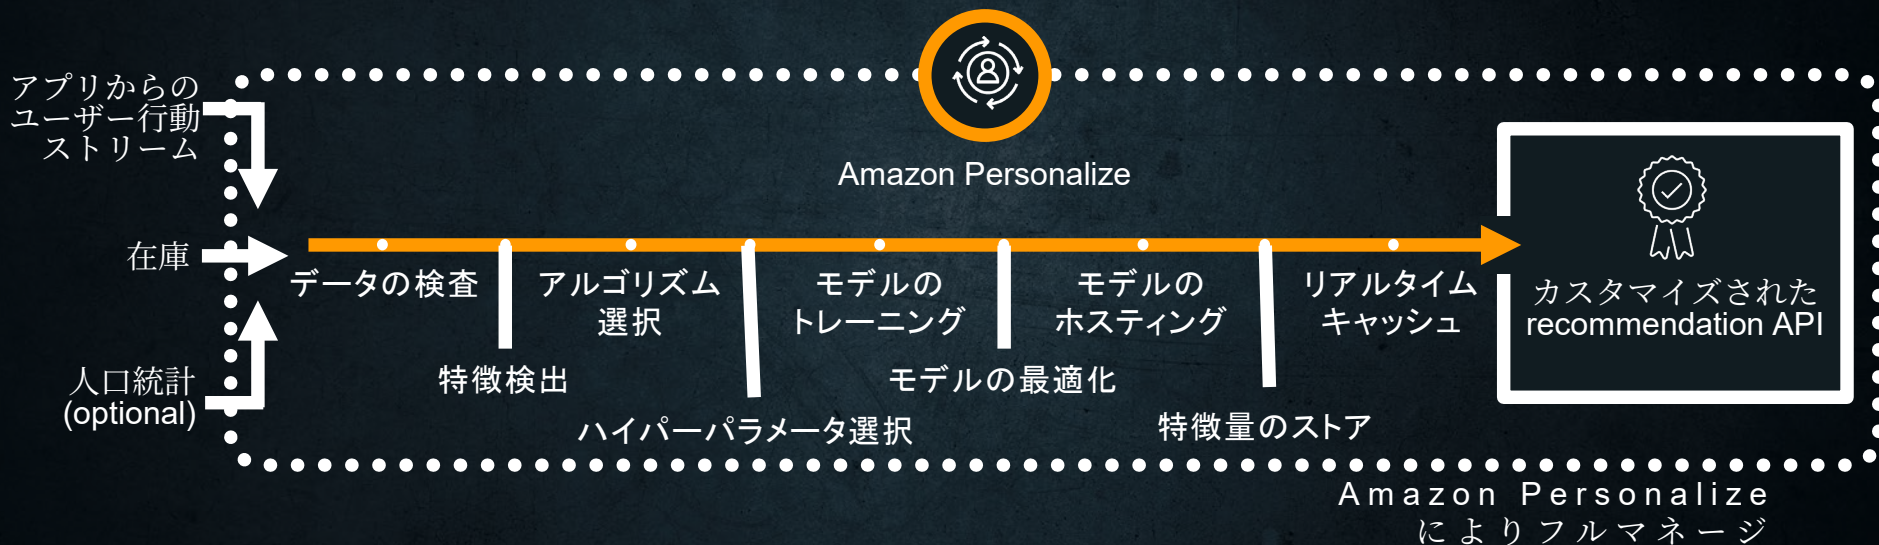 アプリからの
ユーザー行動
ストリーム
在庫
人口統計
(optional)
Amazon Personalize
データの検査
特徴検出
アルゴリズム
選択
ハイパーパラメータ選択
モデルの
トレーニング
モデルの最適化
モデルの
ホスティング
特徴量のストア
リアルタイム
キャッシュ
カスタマイズされた
recommendation API
Amazon Personalize
によりフルマネージ